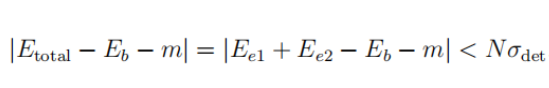 |E_total − E_b − m| = |E_e1 + E_e2 − E_b − m| < Nσ_det